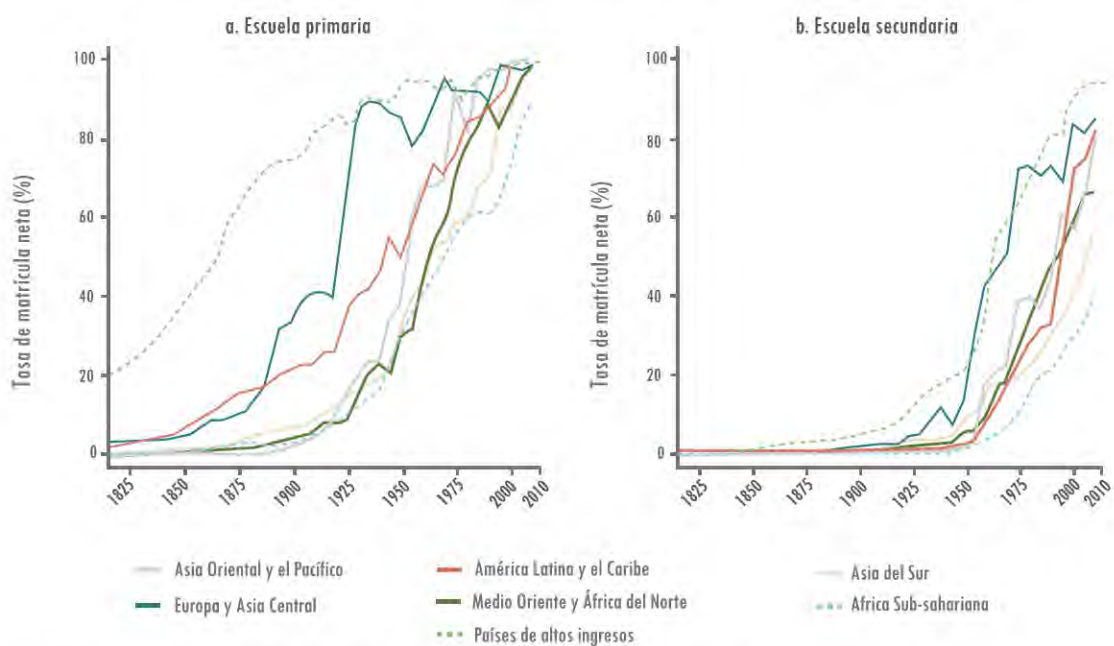 a. Escuela primaria
Tasa de matrícula neta (%)
100
80
60
40
20
0
1825
1850
1875
1900
1925
1950
1975
2000
2010
b. Escuela secundaria
Tasa de matrícula neta (%)
100
80
60
40
20
0
1825
1850
1875
1900
1925
1950
1975
2000
2010
Asia Oriental y el Pacífico
América Latina y el Caribe
Asia del Sur
Europa y Asia Central
Medio Oriente y África del Norte
Africa Sub-sahariana
Países de altos ingresos